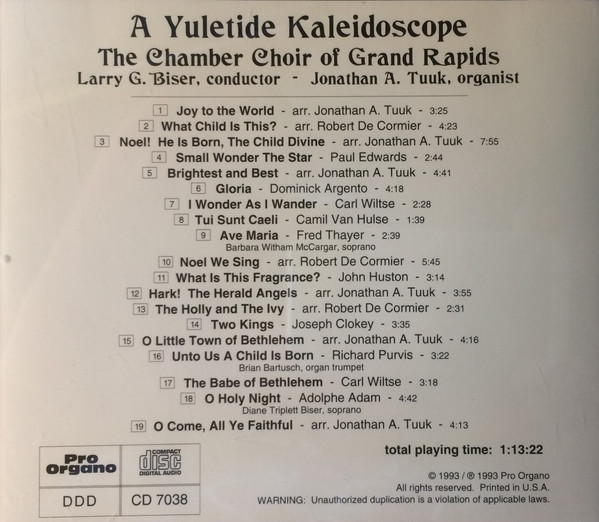 A Yuletide Kaleidoscope
The Chamber Choir of Grand Rapids
Larry G. Biser, conductor - Jonathan A. Tuuk, organist
1 Joy to the World - arr. Jonathan A. Tuuk - 3:25
2 What Child Is This? - arr. Robert De Cormier - 4:23
3 Noel! He Is Born, The Child Divine - arr. Jonathan A. Tuuk - 7:55
4 Small Wonder The Star - Paul Edwards - 2:44
5 Brightest and Best - arr. Jonathan A. Tuuk - 4:41
6 Gloria - Dominick Argento - 4:18
7 I Wonder As I Wander - Carl Wiltse - 2:28
8 Tui Sunt Caeli - Camil Van Hulse - 1:39
9 Ave Maria - Fred Thayer - 2:39
Barbara Witham McCargar, soprano
10 Noel We Sing - arr. Robert De Cormier - 5:45
11 What Is This Fragrance? - John Huston - 3:14
12 Hark! The Herald Angels - arr. Jonathan A. Tuuk - 3:55
13 The Holly and The Ivy - arr. Robert De Cormier - 2:31
14 Two Kings - Joseph Clokey - 3:35
15 O Little Town of Bethlehem - arr. Jonathan A. Tuuk - 4:16
16 Unto Us A Child Is Born - Richard Purvis - 3:22
Brian Bartusch, organ trumpet
17 The Babe of Bethlehem - Carl Wiltse - 3:18
18 O Holy Night - Adolphe Adam - 4:42
Diane Triplett Biser, soprano
19 O Come, All Ye Faithful - arr. Jonathan A. Tuuk - 4:13
total playing time: 1:13:22
Pro Organo
COMPACT disc DIGITAL AUDIO
DDD
CD 7038
© 1993 / ® 1993 Pro Organo
All rights reserved. Printed in U.S.A.
WARNING: Unauthorized duplication is a violation of applicable laws.